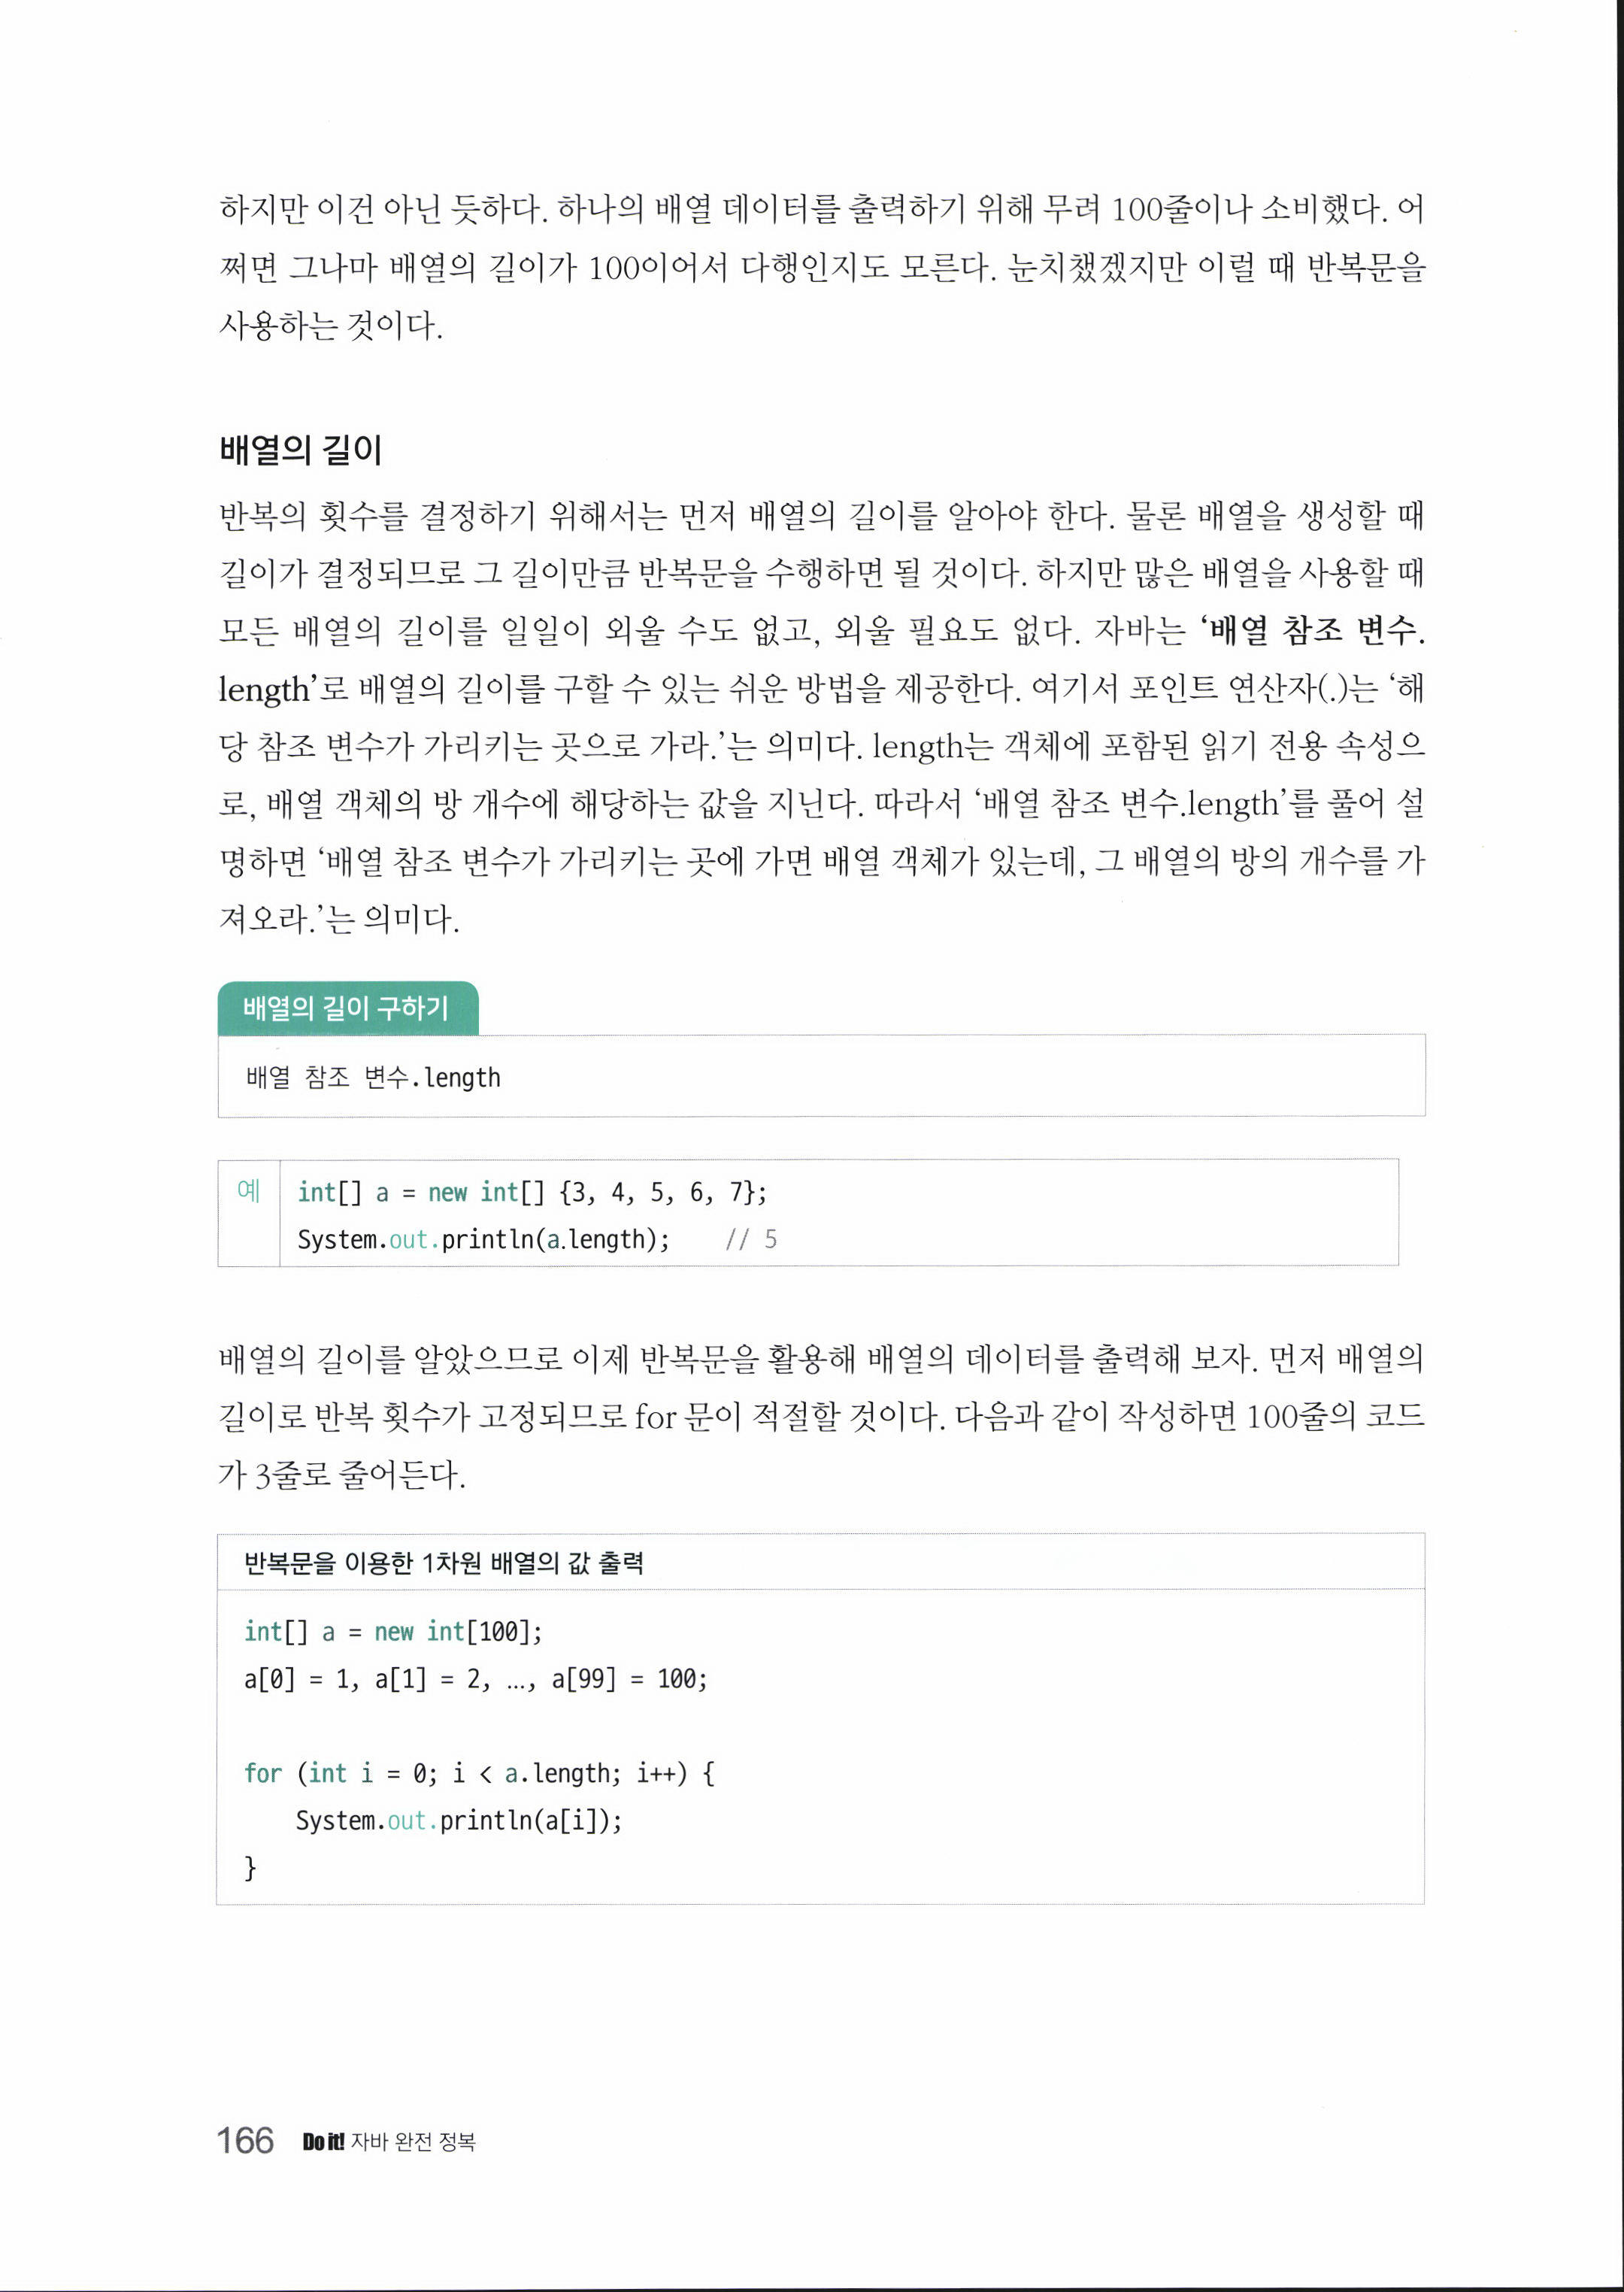 하지만 이건 아닌 듯하다. 하나의 배열 데이터를 출력하기 위해 무려 100줄이나 소비했다. 어
쩌면 그나마 배열의 길이가 100이어서 다행인지도 모른다. 눈치챘겠지만 이럴 때 반복문을
사용하는 것이다.
배열의 길이
반복의 횟수를 결정하기 위해서는 먼저 배열의 길이를 알아야 한다. 물론 배열을 생성할 때
길이가 결정되므로 그 길이만큼 반복문을 수행하면 될 것이다. 하지만 많은 배열을 사용할 때
모든 배열의 길이를 일일이 외울 수도 없고, 외울 필요도 없다. 자바는 ‘배열 참조 변수.
length’로 배열의 길이를 구할 수 있는 쉬운 방법을 제공한다. 여기서 포인트 연산자(.)는 ‘해
당 참조 변수가 가리키는 곳으로 가라.’는 의미다. length는 객체에 포함된 읽기 전용 속성으
로, 배열 객체의 방 개수에 해당하는 값을 지닌다. 따라서 ‘배열 참조 변수.length’를 풀어 설
명하면 ‘배열 참조 변수가 가리키는 곳에 가면 배열 객체가 있는데, 그 배열의 방의 개수를 가
져오라.’는 의미다.
배열의 길이 구하기
배열 참조 변수.length
예 int[] a = new int[] {3, 4, 5, 6, 7};
System.out.println(a.length); // 5
배열의 길이를 알았으므로 이제 반복문을 활용해 배열의 데이터를 출력해 보자. 먼저 배열의
길이로 반복 횟수가 고정되므로 for 문이 적절할 것이다. 다음과 같이 작성하면 100줄의 코드
가 3줄로 줄어든다.
반복문을 이용한 1차원 배열의 값 출력
int[] a = new int[100];
a[0] = 1, a[1] = 2, …, a[99] = 100;
for (int i = 0; i < a.length; i++) {
System.out.println(a[i]);
}
166 Do it! 자바 완전 정복